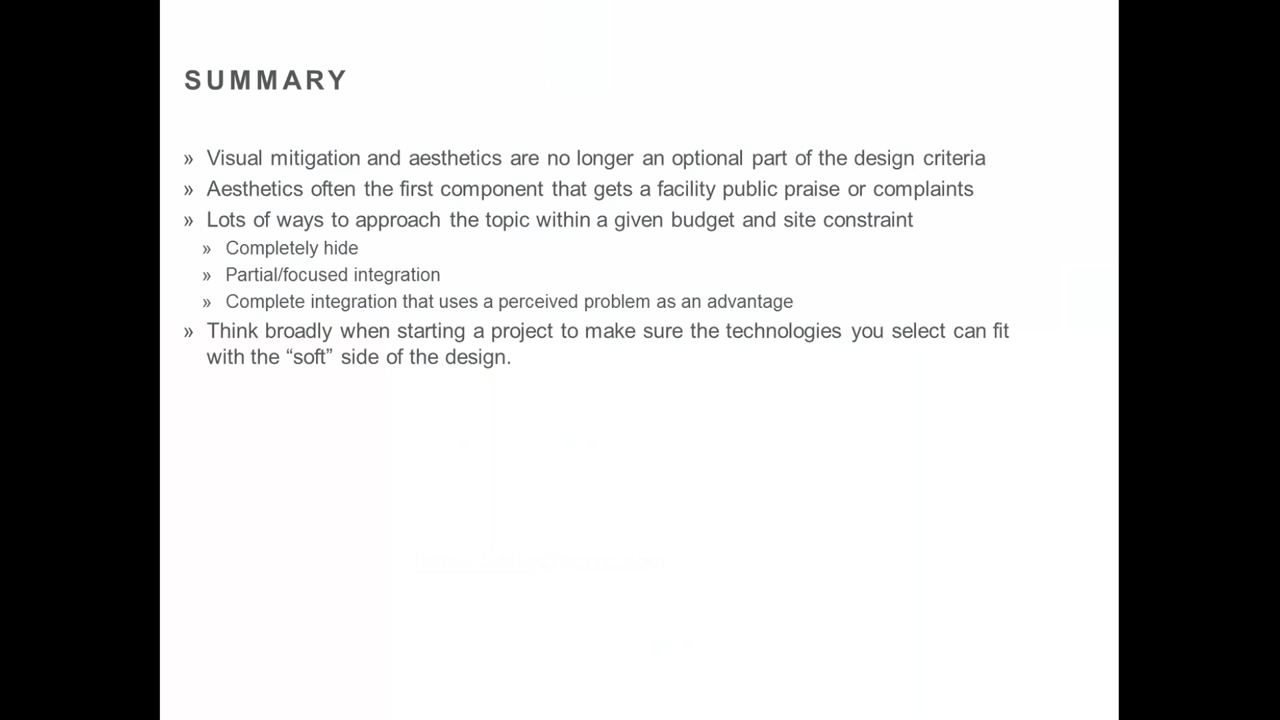 SUMMARY
» Visual mitigation and aesthetics are no longer an optional part of the design criteria
» Aesthetics often the first component that gets a facility public praise or complaints
» Lots of ways to approach the topic within a given budget and site constraint
» Completely hide
» Partial/focused integration
» Complete integration that uses a perceived problem as an advantage
» Think broadly when starting a project to make sure the technologies you select can fit
with the “soft” side of the design.